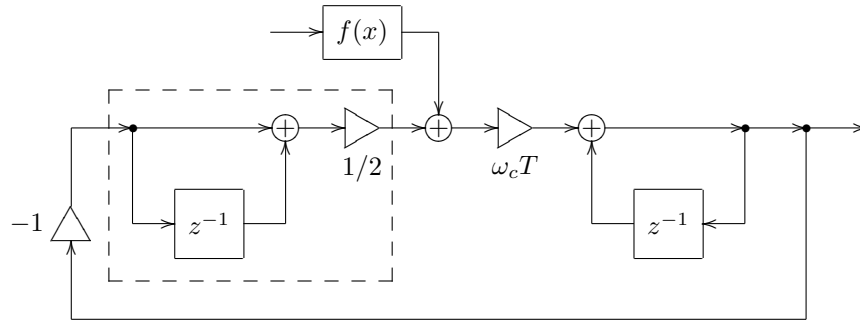 f(x)
+
+
+
1/2
ω_cT
−1
z^{−1}
z^{−1}